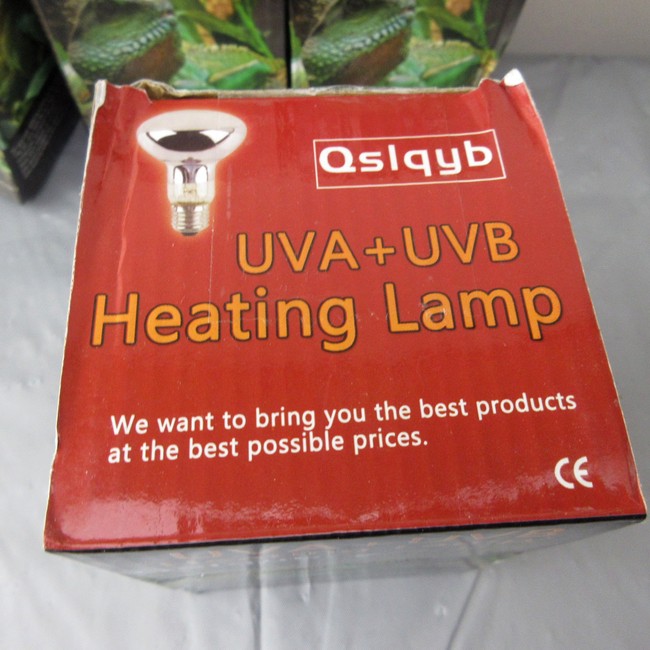 Qslqyb
UVA+UVB
Heating Lamp
We want to bring you the best products
at the best possible prices.
CE